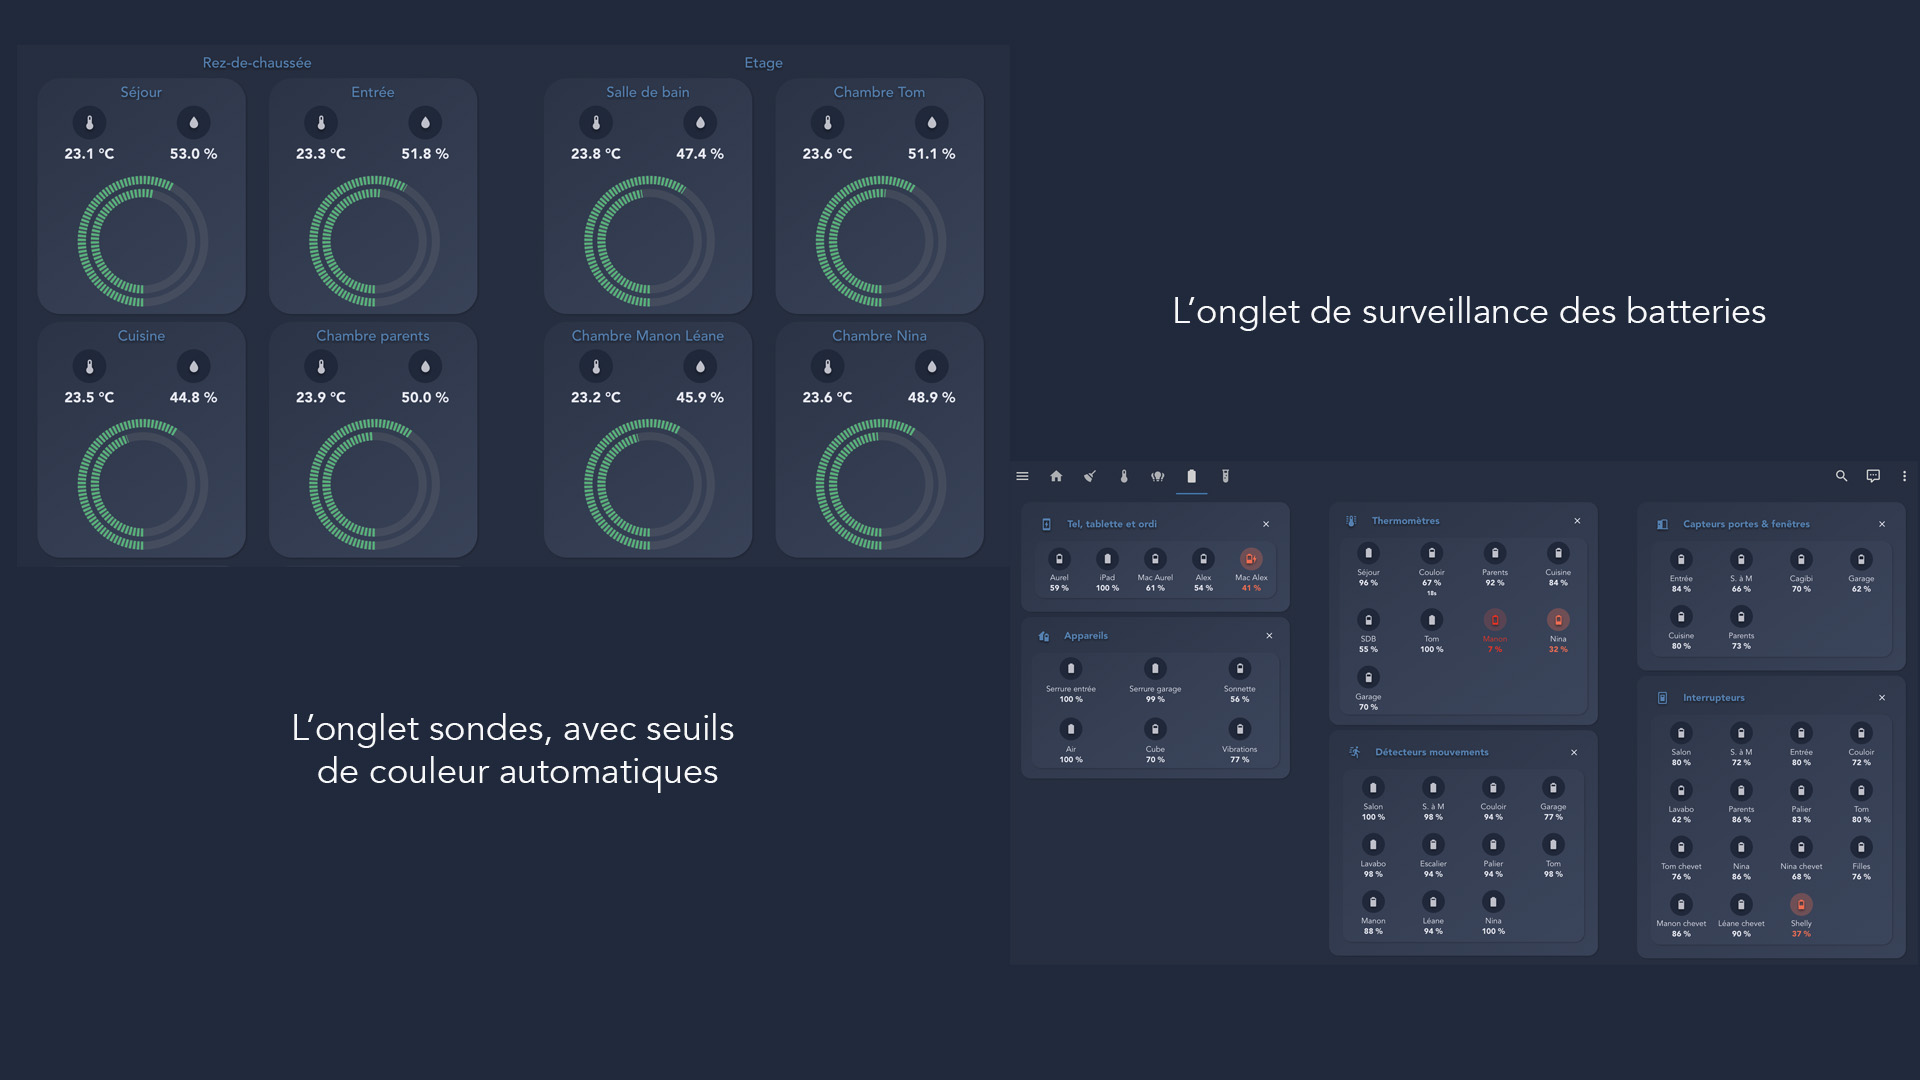 Rez-de-chaussée
Etage
Séjour
Entrée
Salle de bain
Chambre Tom
23.1 °C
53.0 %
23.3 °C
51.8 %
23.8 °C
47.4 %
23.6 °C
51.1 %
Cuisine
Chambre parents
Chambre Manon Léane
Chambre Nina
23.5 °C
44.8 %
23.9 °C
50.0 %
23.2 °C
45.9 %
23.6 °C
48.9 %
L'onglet sondes, avec seuils
de couleur automatiques
L'onglet de surveillance des batteries
Tel, tablette et ordi
Aurel
iPad
Mac Aurel
Alex
Mac Alex
59 %
100 %
61 %
54 %
41 %
Appareils
Serrure entrée
Serrure garage
Sonnette
100 %
99 %
56 %
Air
Cube
Vibrations
100 %
70 %
77 %
Thermomètres
Séjour
Couloir
Parents
Cuisine
96 %
67 %
92 %
84 %
18s
SDB
Tom
Manon
Nina
55 %
100 %
7 %
32 %
Garage
70 %
Détecteurs mouvements
Salon
S. à M
Couloir
Garage
100 %
98 %
94 %
77 %
Lavabo
Escalier
Palier
Tom
98 %
94 %
94 %
98 %
Manon
Léane
Nina
88 %
94 %
100 %
Capteurs portes & fenêtres
Entrée
S. à M
Cagibi
Garage
84 %
66 %
70 %
62 %
Cuisine
Parents
80 %
73 %
Interrupteurs
Salon
S. à M
Entrée
Couloir
80 %
72 %
80 %
72 %
Lavabo
Parents
Palier
Tom
62 %
86 %
83 %
80 %
Tom chevet
Nina
Nina chevet
Filles
76 %
86 %
68 %
76 %
Manon chevet
Léane chevet
Shelly
86 %
90 %
37 %